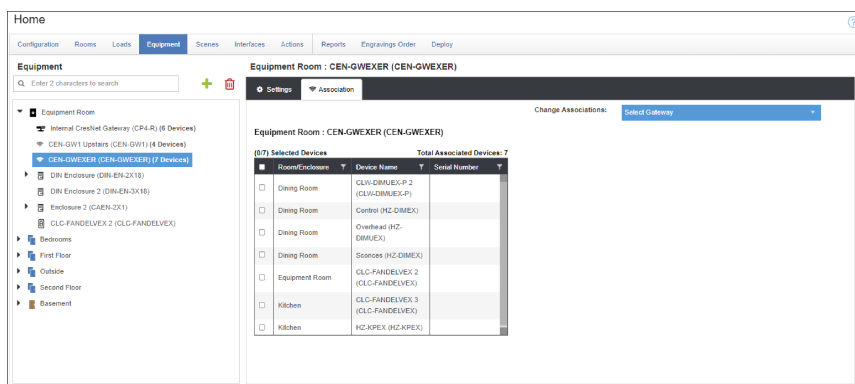 Home
Configuration Rooms Loads Equipment Scenes Interfaces Actions Reports Engravings Order Deploy
Equipment
Enter 2 characters to search
Equipment Room
Internal CresNet Gateway (CP4-R) (6 Devices)
CEN-GW1 Upstairs (CEN-GW1) (4 Devices)
CEN-GWEXER (CEN-GWEXER) (7 Devices)
DIN Enclosure (DIN-EN-2X18)
DIN Enclosure 2 (DIN-EN-3X18)
Enclosure 2 (CAEN-2X1)
CLC-FANDELVEX 2 (CLC-FANDELVEX)
Bedrooms
First Floor
Outside
Second Floor
Basement
Equipment Room : CEN-GWEXER (CEN-GWEXER)
Settings Association
Change Associations: Select Gateway
Equipment Room : CEN-GWEXER (CEN-GWEXER)
(0/7) Selected Devices Total Associated Devices: 7
Room/Enclosure Device Name Serial Number
Dining Room CLW-DIMUEX-P 2
(CLW-DIMUEX-P)
Dining Room Control (HZ-DIMEX)
Dining Room Overhead (HZ-
DIMUEX)
Dining Room Sconces (HZ-DIMEX)
Equipment Room CLC-FANDELVEX 2
(CLC-FANDELVEX)
Kitchen CLC-FANDELVEX 3
(CLC-FANDELVEX)
Kitchen HZ-KPEX (HZ-KPEX)